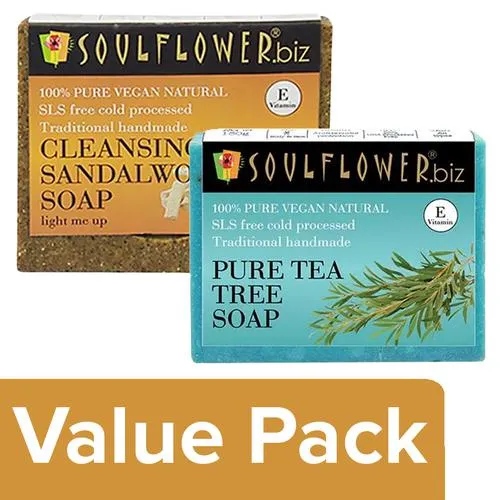 SOULFLOWER®.biz
100% PURE VEGAN NATURAL
SLS free cold processed
Traditional handmade
E
Vitamin
CLEANSING
SOAP
light me up
SOULFLOWER®.biz
100% PURE VEGAN NATURAL
SLS free cold processed
Traditional handmade
E
Vitamin
PURE TEA
TREE
SOAP
Value Pack